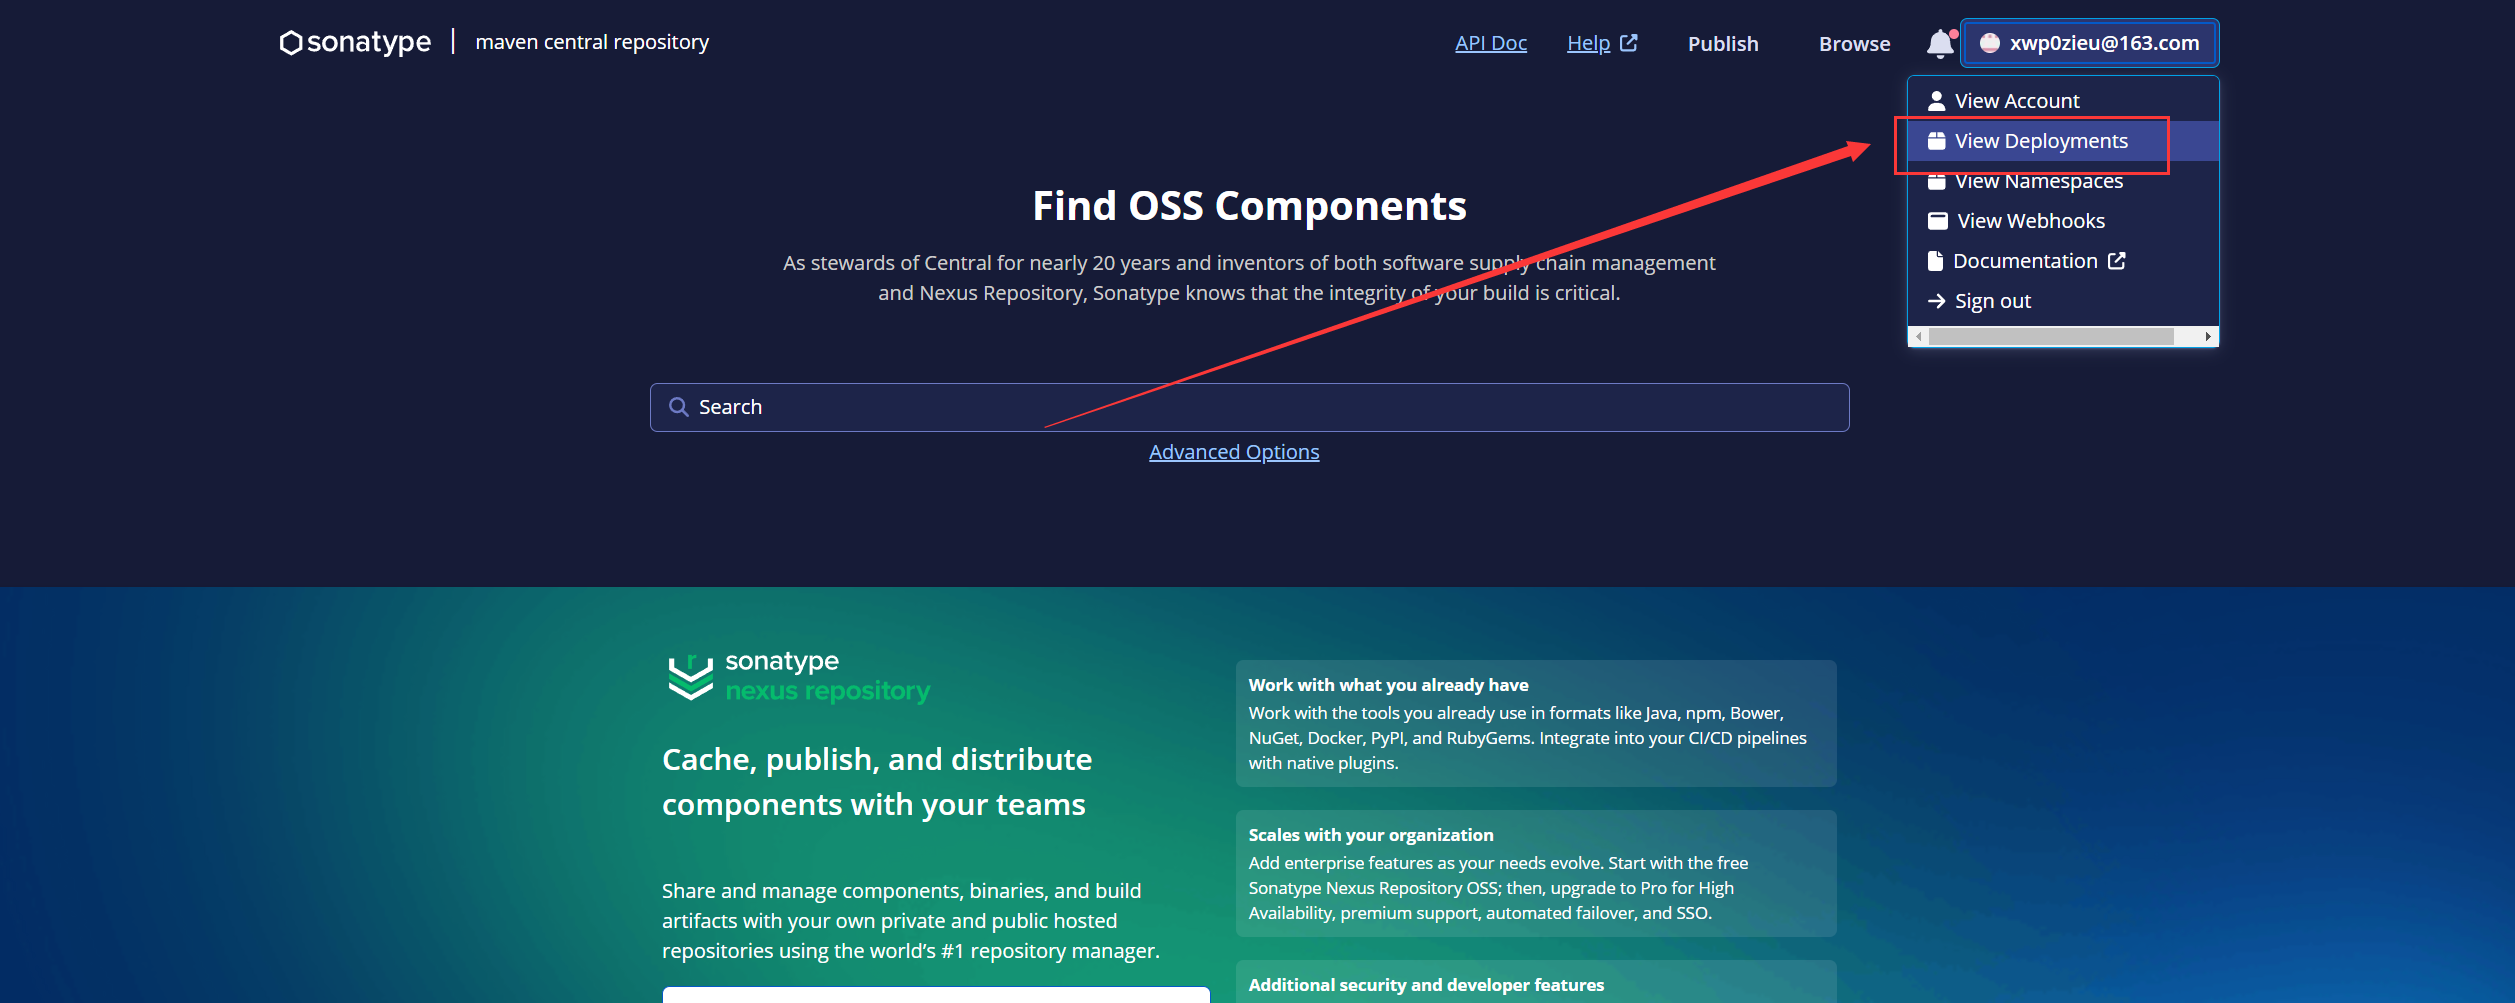 sonatype | maven central repository
API Doc
Help
Publish
Browse
xwp0zieu@163.com
View Account
View Deployments
View Namespaces
View Webhooks
Documentation
Sign out
Find OSS Components
As stewards of Central for nearly 20 years and inventors of both software supply chain management
and Nexus Repository, Sonatype knows that the integrity of your build is critical.
Search
Advanced Options
sonatype
nexus repository
Cache, publish, and distribute
components with your teams
Share and manage components, binaries, and build
artifacts with your own private and public hosted
repositories using the world’s #1 repository manager.
Work with what you already have
Work with the tools you already use in formats like Java, npm, Bower,
NuGet, Docker, PyPI, and RubyGems. Integrate into your CI/CD pipelines
with native plugins.
Scales with your organization
Add enterprise features as your needs evolve. Start with the free
Sonatype Nexus Repository OSS; then, upgrade to Pro for High
Availability, premium support, automated failover, and SSO.
Additional security and developer features